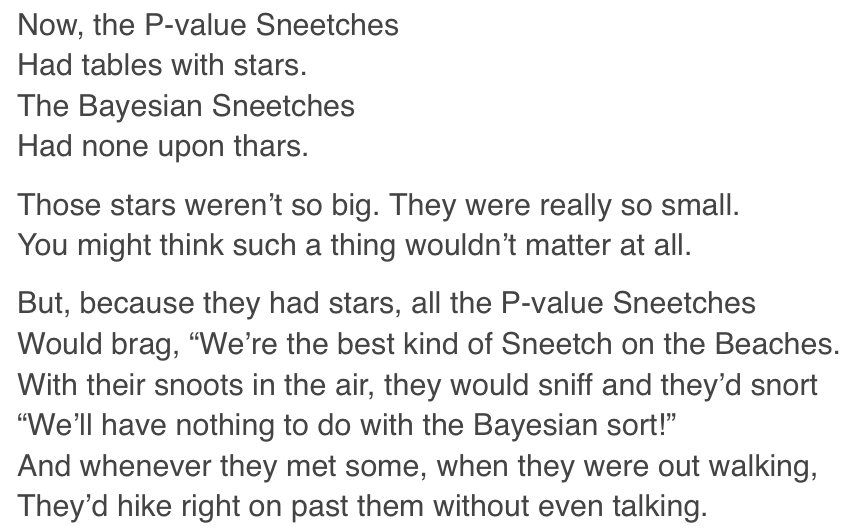 Now, the P-value Sneetches
Had tables with stars.
The Bayesian Sneetches
Had none upon thars.
Those stars weren’t so big. They were really so small.
You might think such a thing wouldn’t matter at all.
But, because they had stars, all the P-value Sneetches
Would brag, “We’re the best kind of Sneetch on the Beaches.
With their snoots in the air, they would sniff and they’d snort
“We’ll have nothing to do with the Bayesian sort!”
And whenever they met some, when they were out walking,
They’d hike right on past them without even talking.